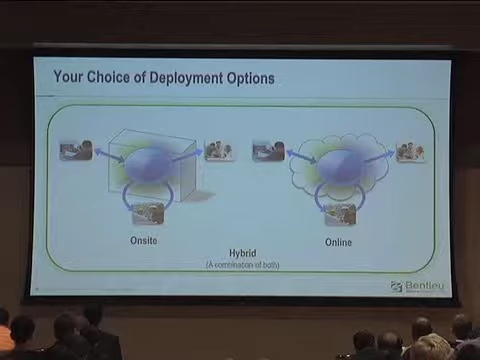 Your Choice of Deployment Options
Onsite
Hybrid
(A combination of both)
Online
Bentley